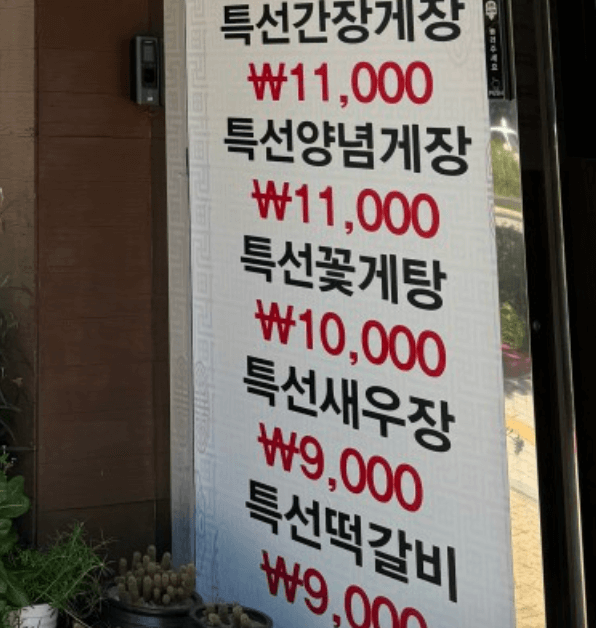 특선간장게장
₩11,000
특선양념게장
₩11,000
특선꽃게탕
₩10,000
특선새우장
₩9,000
특선떡갈비
₩9,000